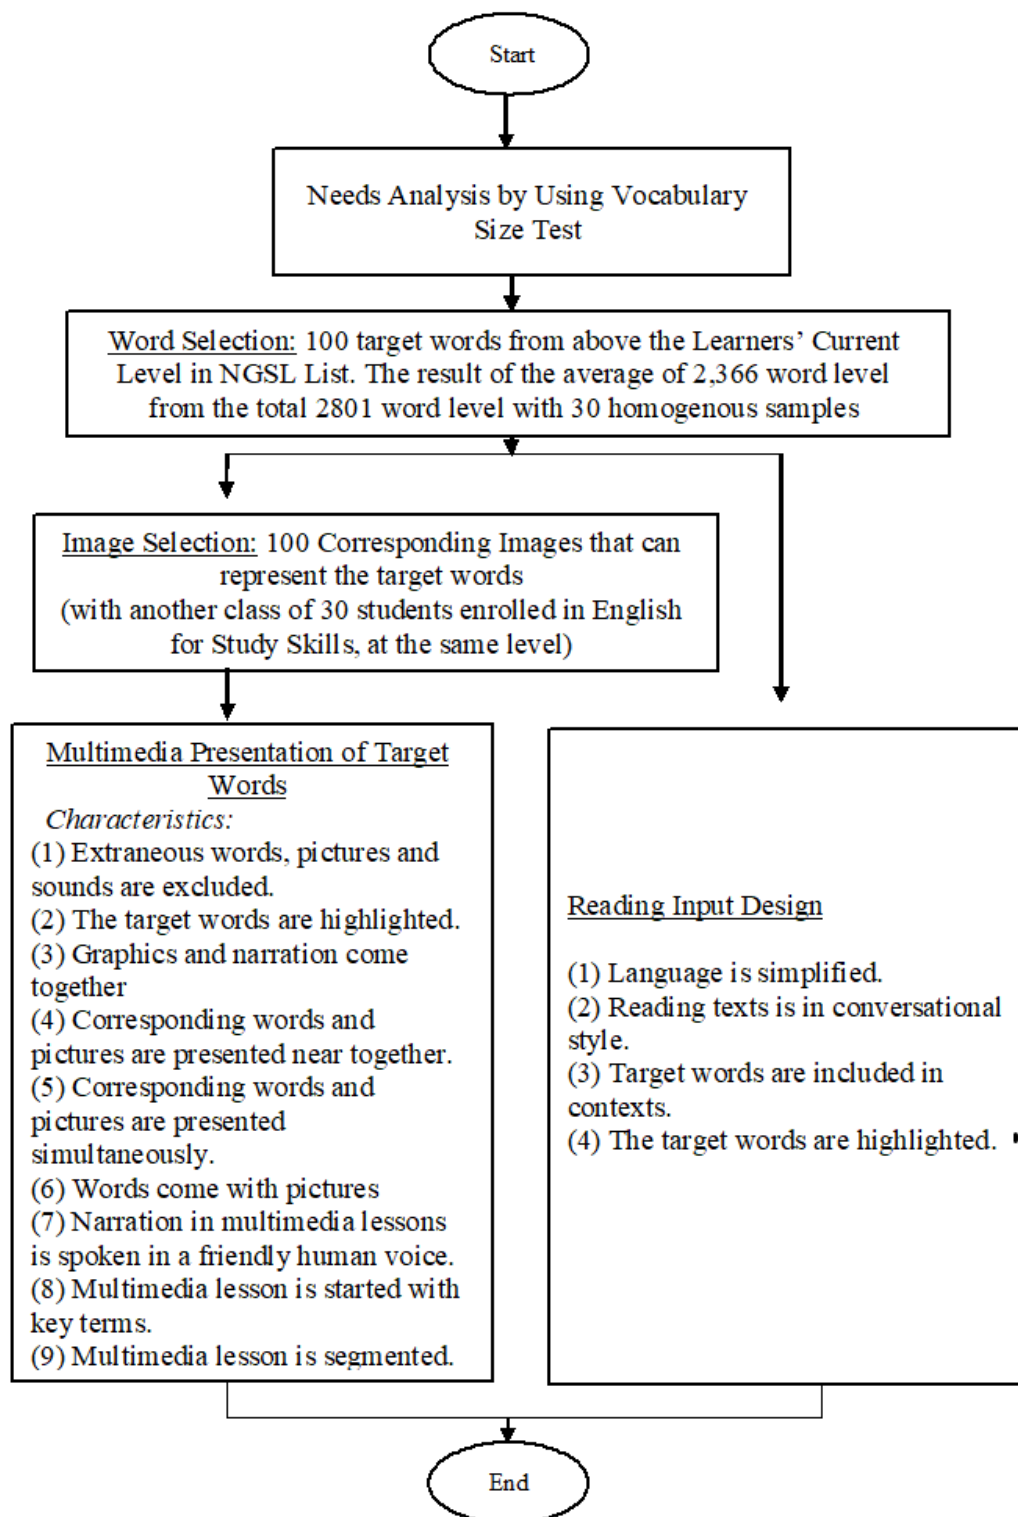 Start
Needs Analysis by Using Vocabulary
Size Test
Word Selection: 100 target words from above the Learners’ Current
Level in NGSL List. The result of the average of 2,366 word level
from the total 2801 word level with 30 homogenous samples
Image Selection: 100 Corresponding Images that can
represent the target words
(with another class of 30 students enrolled in English
for Study Skills, at the same level)
Multimedia Presentation of Target
Words
Characteristics:
(1) Extraneous words, pictures and
sounds are excluded.
(2) The target words are highlighted.
(3) Graphics and narration come
together
(4) Corresponding words and
pictures are presented near together.
(5) Corresponding words and
pictures are presented
simultaneously.
(6) Words come with pictures
(7) Narration in multimedia lessons
is spoken in a friendly human voice.
(8) Multimedia lesson is started with
key terms.
(9) Multimedia lesson is segmented.
Reading Input Design
(1) Language is simplified.
(2) Reading texts is in conversational
style.
(3) Target words are included in
contexts.
(4) The target words are highlighted.
End